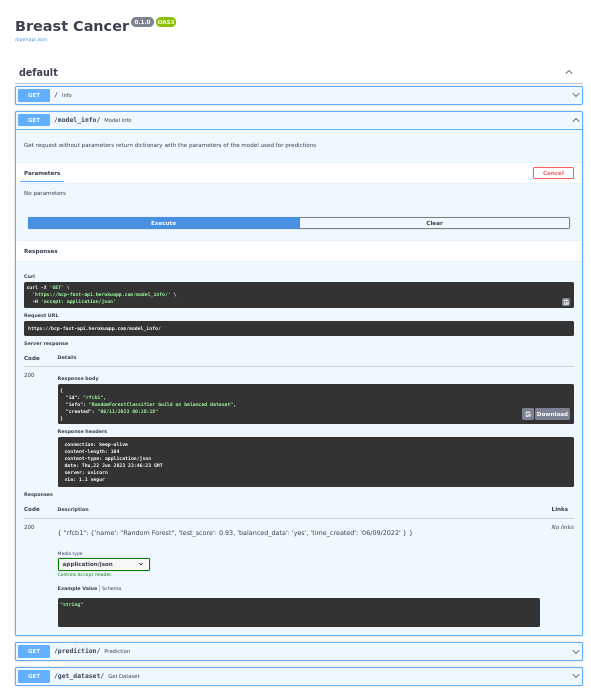 Breast Cancer 0.1.0 OAS3
/openapi.json
default
GET / Info
GET /model_info/ Model Info
Get request without parameters return dictionary with the parameters of the model used for predictions
Parameters
Cancel
No parameters
Execute Clear
Responses
Curl
curl -X 'GET' \
'https://bcp-fast-api.herokuapp.com/model_info/' \
-H 'accept: application/json'
Request URL
https://bcp-fast-api.herokuapp.com/model_info/
Server response
Code Details
200
Response body
{
"id": "rfcb1",
"info": "RandomForestClassifier build on balanced dataset",
"created": "06/11/2023 00:18:18"
}
Download
Response headers
connection: keep-alive
content-length: 104
content-type: application/json
date: Thu,22 Jun 2023 23:46:23 GMT
server: uvicorn
via: 1.1 vegur
Responses
Code Description Links
200
{ "rfcb1": {'name': "Random Forest", 'test_score': 0.93, 'balanced_data': 'yes', 'time_created': '06/09/2022' } }
No links
Media type
application/json
Controls Accept header.
Example Value | Schema
"string"
GET /prediction/ Prediction
GET /get_dataset/ Get Dataset